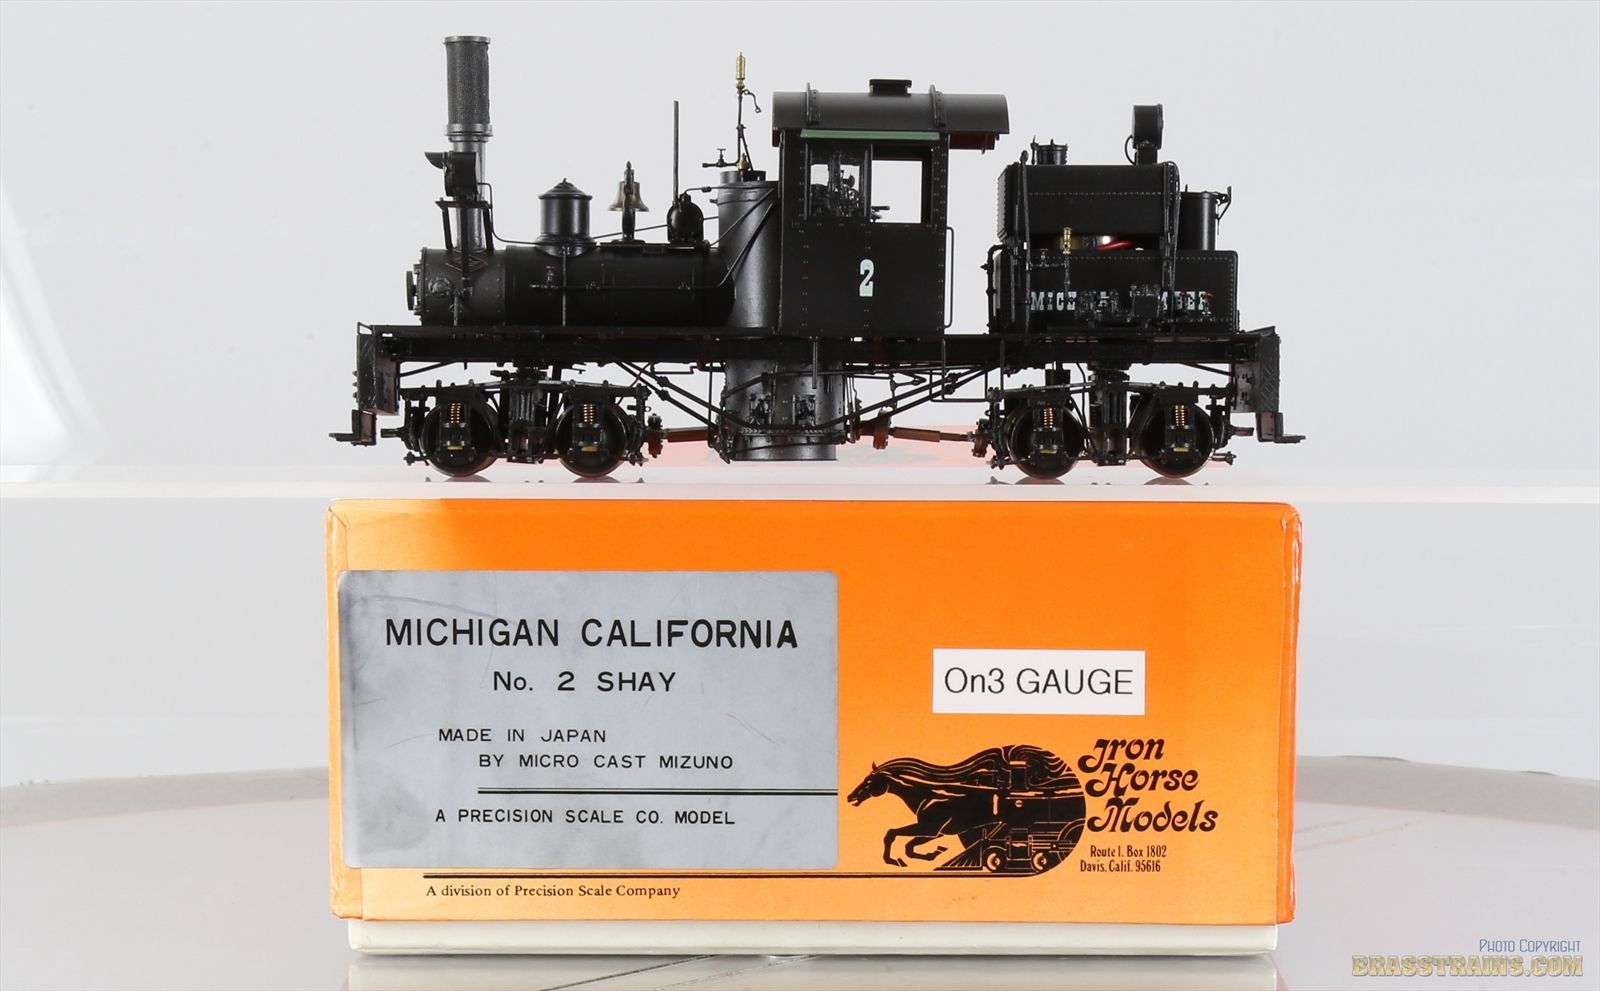 2
MICHIGAN CALIFORNIA
No. 2 SHAY
MADE IN JAPAN
BY MICRO CAST MIZUNO
A PRECISION SCALE CO. MODEL
On3 GAUGE
Iron
Horse
Models
Route 1, Box 1802
Davis, Calif. 95616
A division of Precision Scale Company
PHOTO COPYRIGHT
BRASSTRAINS.COM